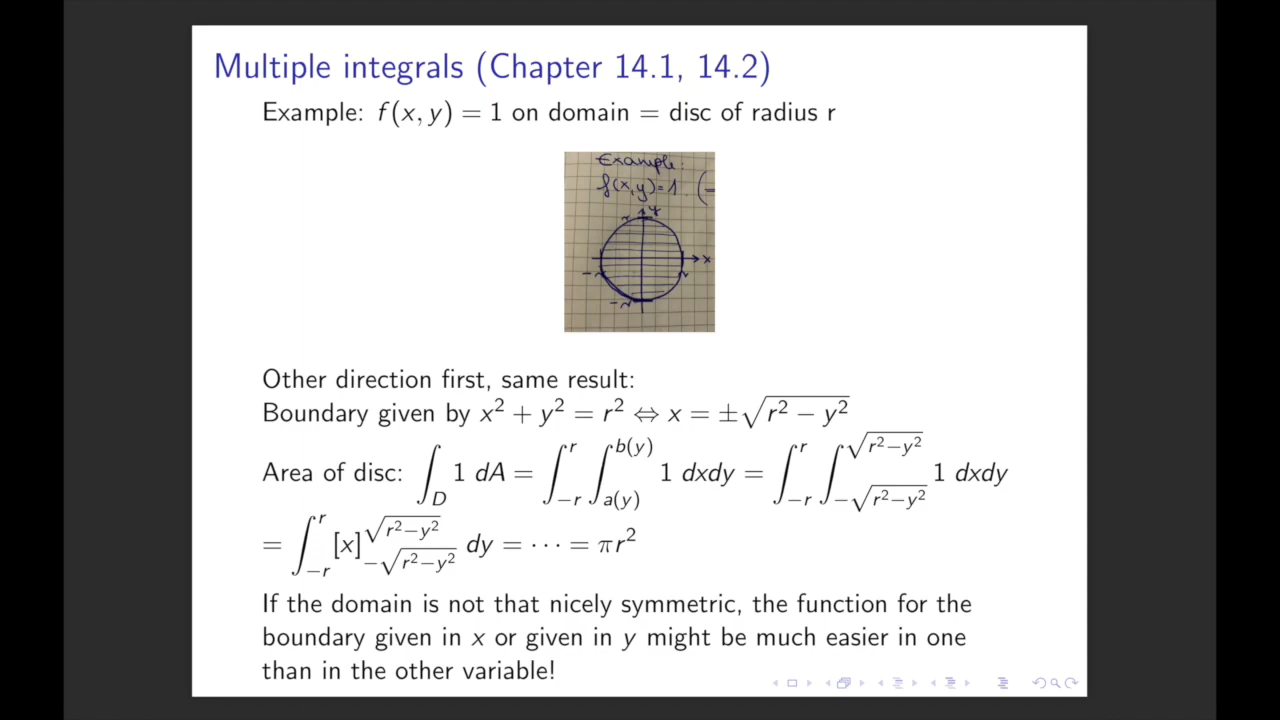 Multiple integrals (Chapter 14.1, 14.2)
Example: f(x, y) = 1 on domain = disc of radius r
Example:
f(x,y)=1 (
r y
x
-r r
-r
Other direction first, same result:
Boundary given by x² + y² = r² ⇔ x = ±√(r² − y²)
Area of disc: ∫_D 1 dA = ∫_{−r}^{r} ∫_{a(y)}^{b(y)} 1 dxdy = ∫_{−r}^{r} ∫_{−√(r²−y²)}^{√(r²−y²)} 1 dxdy
= ∫_{−r}^{r} [x]_{−√(r²−y²)}^{√(r²−y²)} dy = ⋯ = πr²
If the domain is not that nicely symmetric, the function for the
boundary given in x or given in y might be much easier in one
than in the other variable!